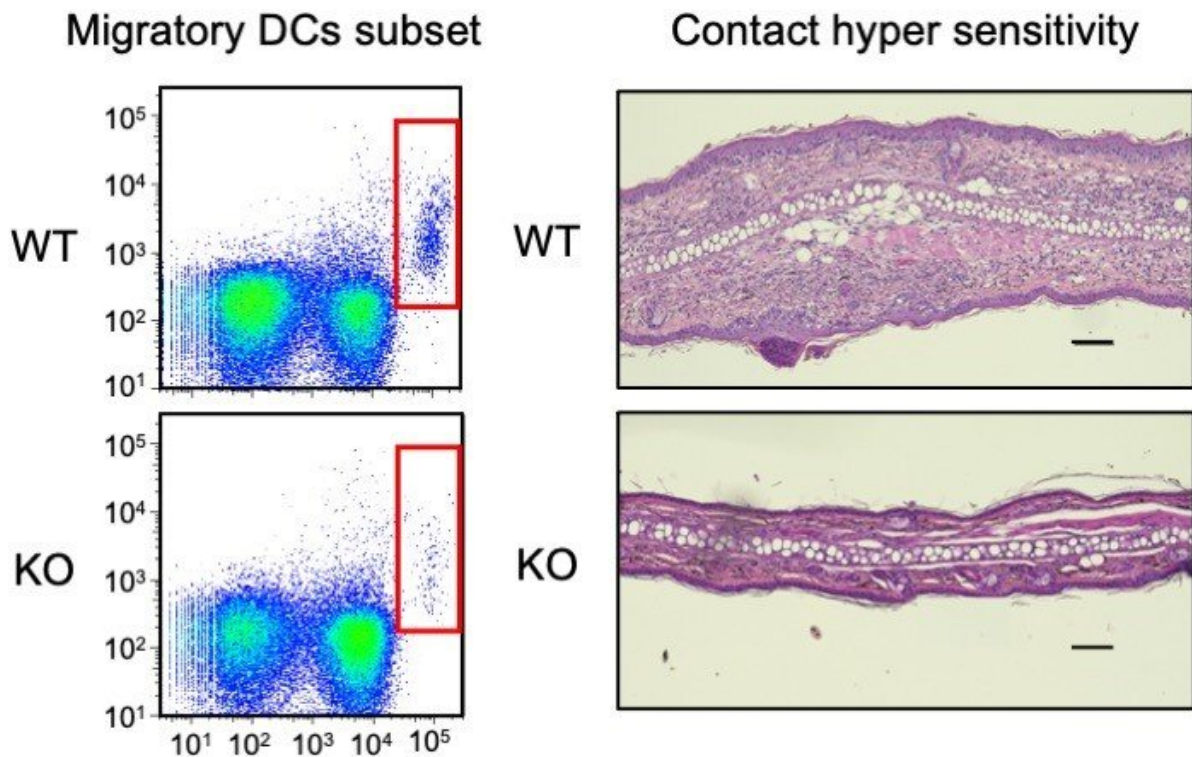 Migratory DCs subset
Contact hyper sensitivity
WT
10⁵
10⁴
10³
10²
10¹
WT
KO
10⁵
10⁴
10³
10²
10¹
10¹ 10² 10³ 10⁴ 10⁵
KO